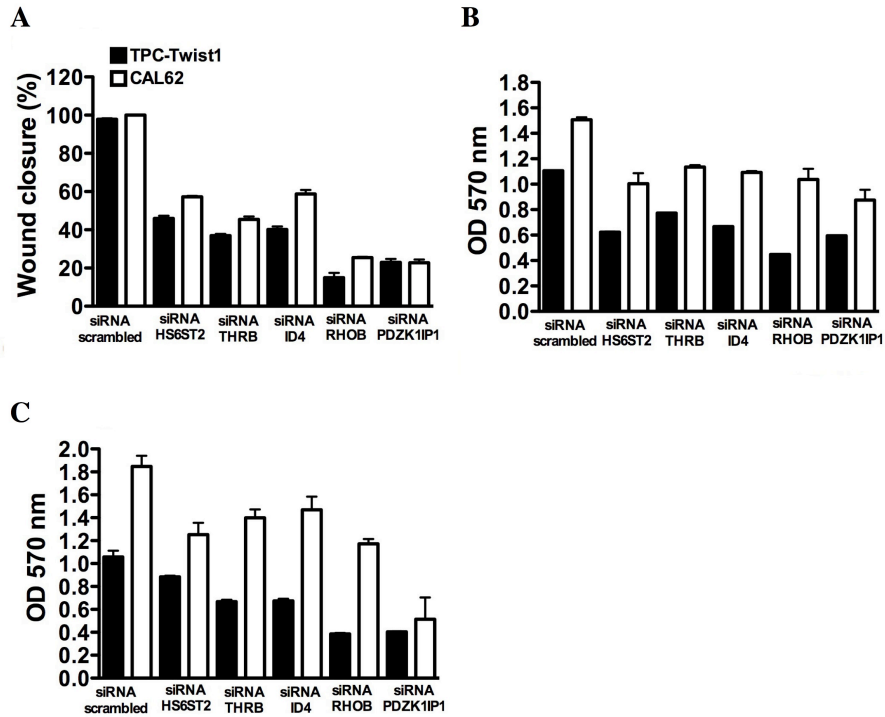 A
TPC-Twist1
CAL62
Wound closure (%)
120
100
80
60
40
20
0
siRNA scrambled
siRNA HS6ST2
siRNA THRB
siRNA ID4
siRNA RHOB
siRNA PDZK1IP1
B
OD 570 nm
1.8
1.6
1.4
1.2
1.0
0.8
0.6
0.4
0.2
0.0
siRNA scrambled
siRNA HS6ST2
siRNA THRB
siRNA ID4
siRNA RHOB
siRNA PDZK1IP1
C
OD 570 nm
2.0
1.8
1.6
1.4
1.2
1.0
0.8
0.6
0.4
0.2
0.0
siRNA scrambled
siRNA HS6ST2
siRNA THRB
siRNA ID4
siRNA RHOB
siRNA PDZK1IP1